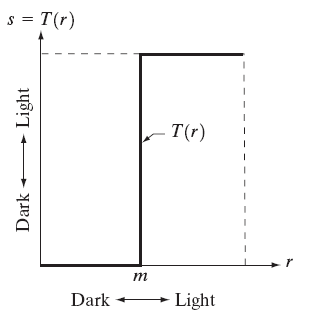 s = T(r)
Dark Light
T(r)
r
m
Dark Light